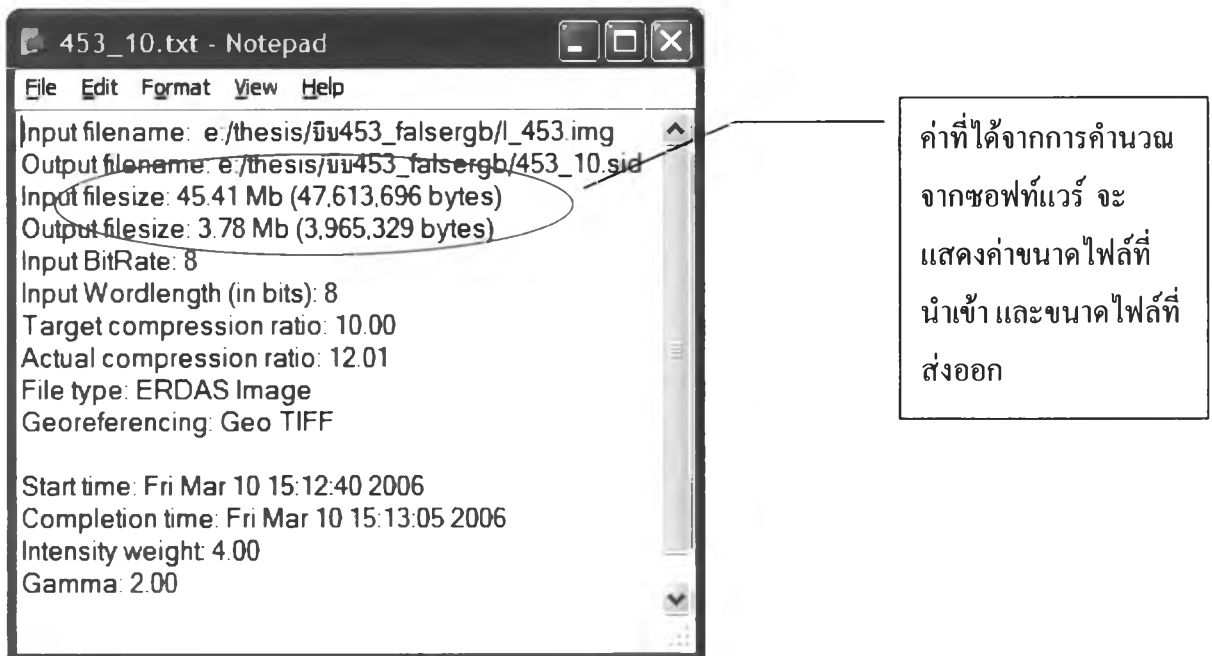 453_10.txt - Notepad
File Edit Format View Help
Input filename: e:/thesis/บีบ453_falsergb/l_453.img
Output filename: e:/thesis/บีบ453_falsergb/453_10.sid
Input filesize: 45.41 Mb (47,613,696 bytes)
Output filesize: 3.78 Mb (3,965,329 bytes)
Input BitRate: 8
Input Wordlength (in bits): 8
Target compression ratio: 10.00
Actual compression ratio: 12.01
File type: ERDAS Image
Georeferencing: Geo TIFF
Start time: Fri Mar 10 15:12:40 2006
Completion time: Fri Mar 10 15:13:05 2006
Intensity weight: 4.00
Gamma: 2.00
ค่าที่ได้จากการคำนวณ
จากซอฟท์แวร์ จะ
แสดงค่าขนาดไฟล์ที่
นำเข้า และขนาดไฟล์ที่
ส่งออก